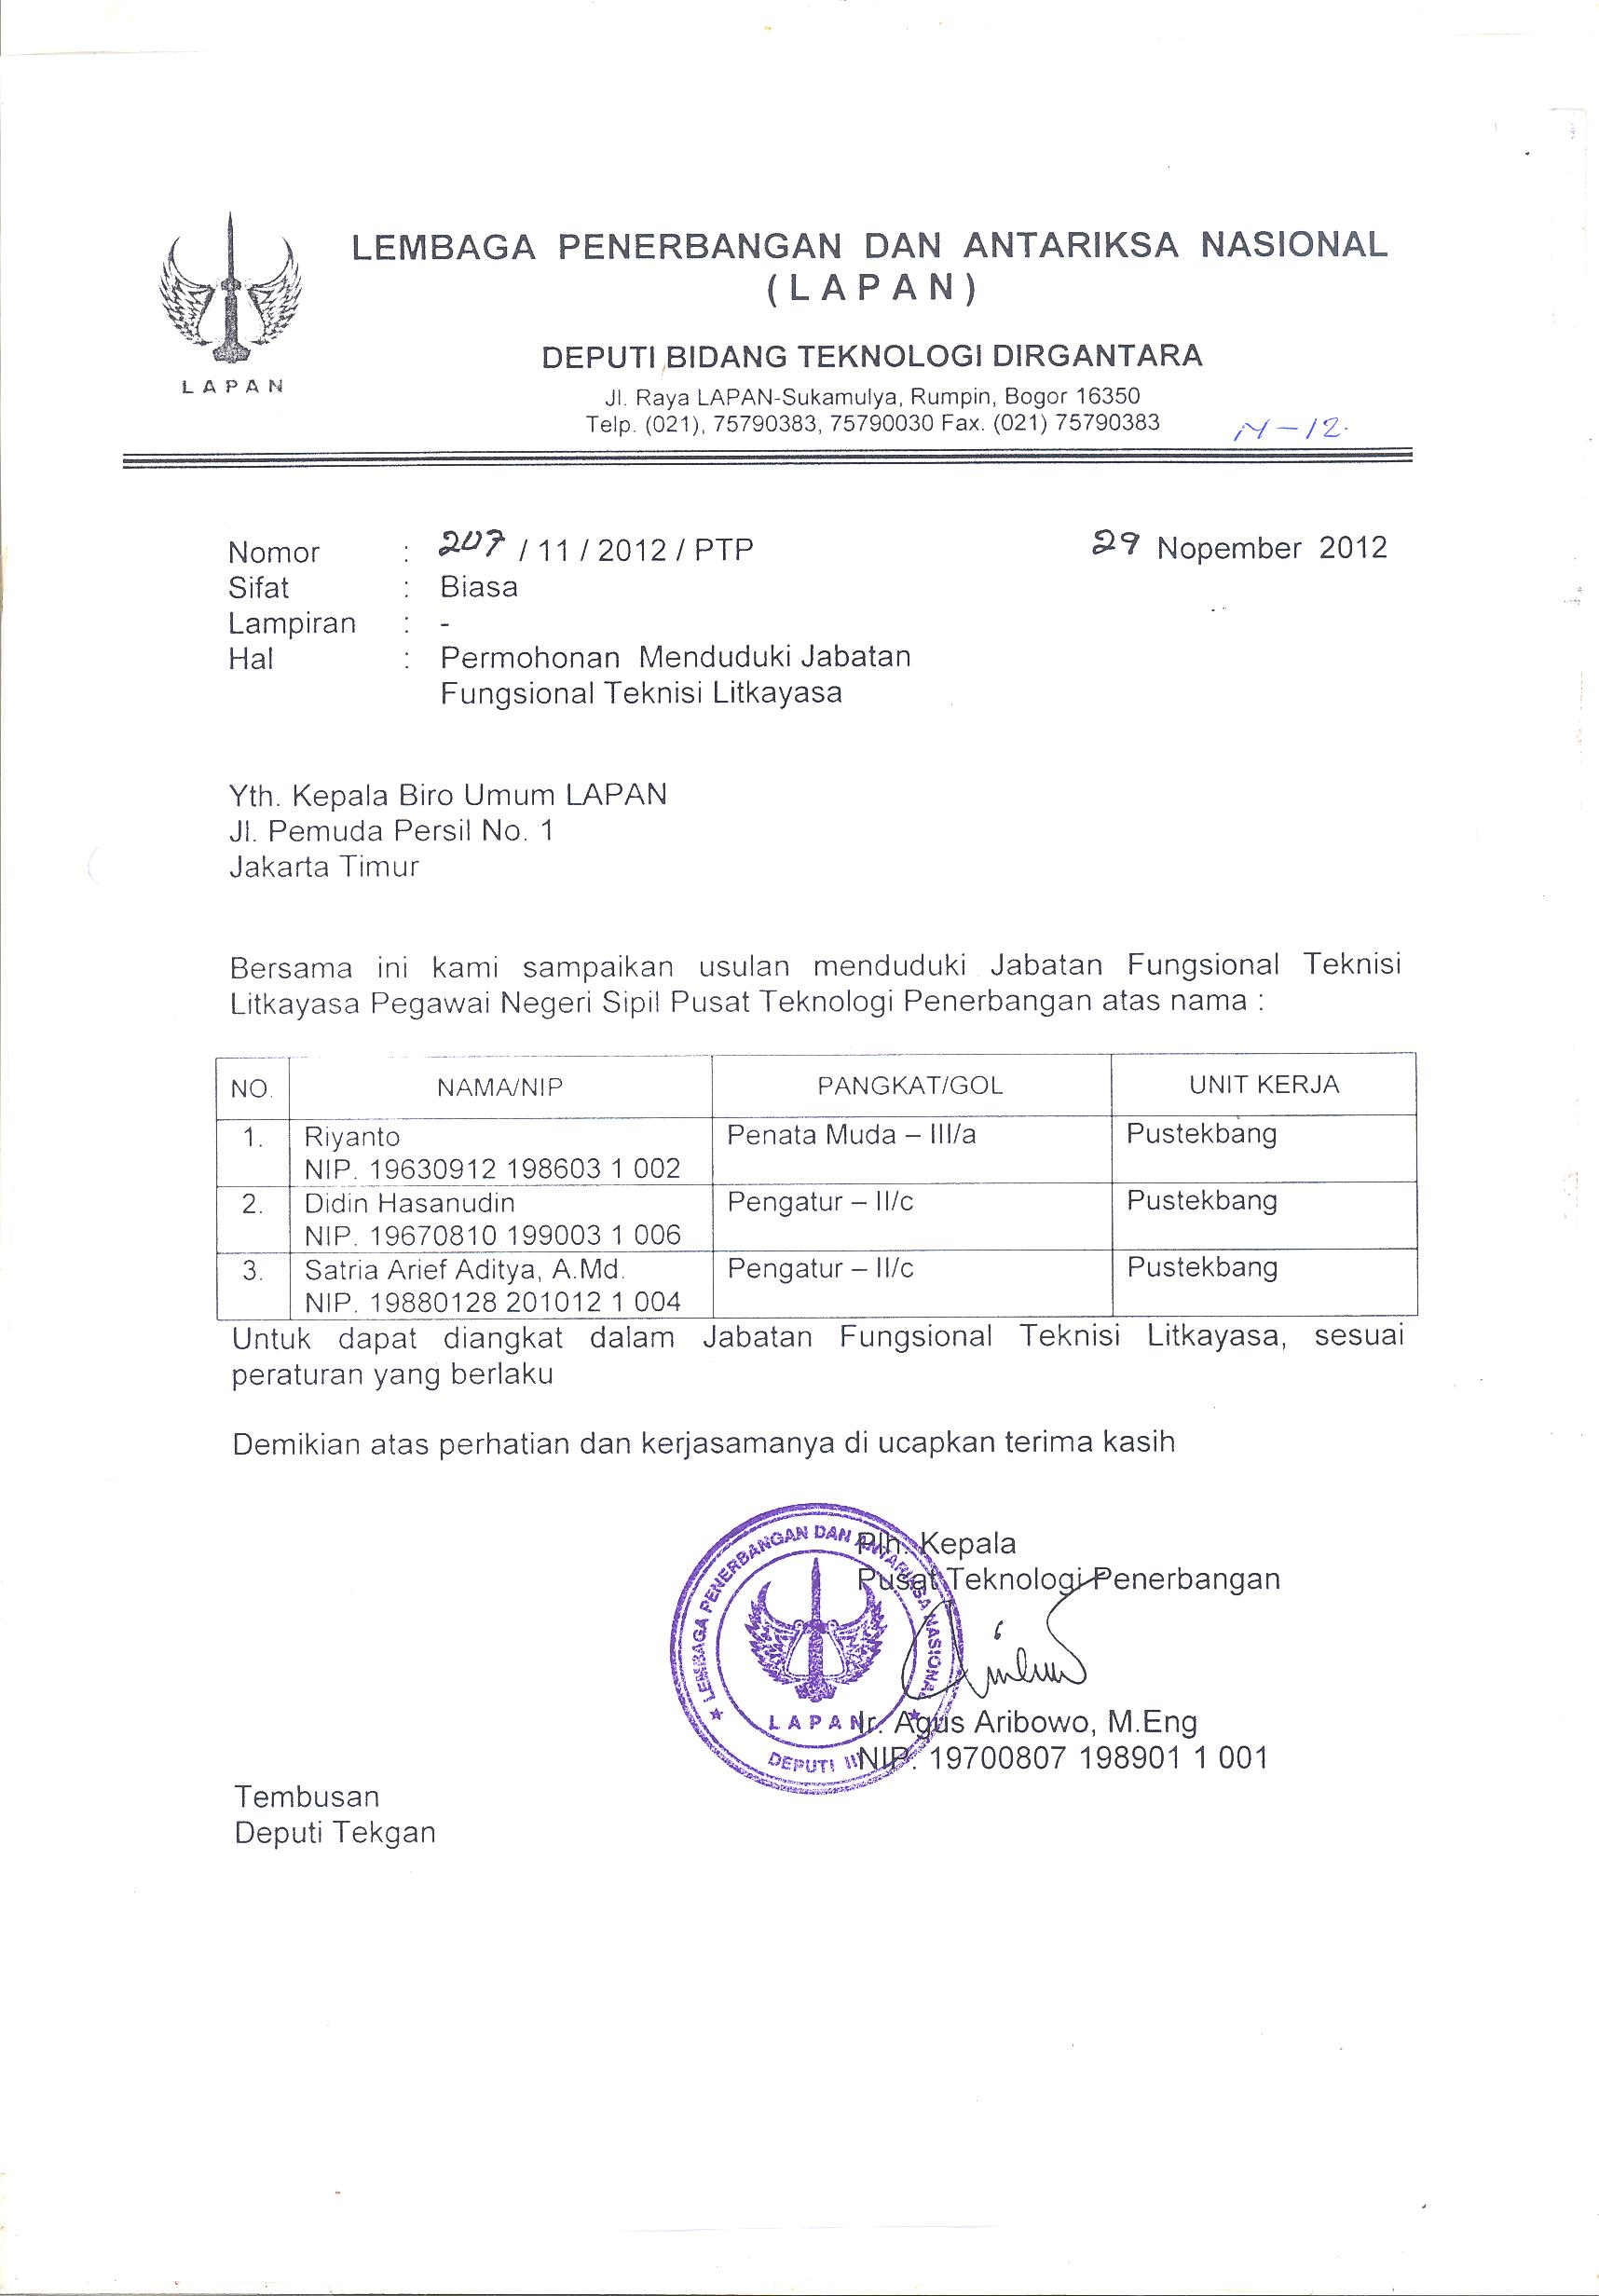 LAPAN
LEMBAGA PENERBANGAN DAN ANTARIKSA NASIONAL
(LAPAN)
DEPUTI BIDANG TEKNOLOGI DIRGANTARA
Jl. Raya LAPAN-Sukamulya, Rumpin, Bogor 16350
Telp. (021), 75790383, 75790030 Fax. (021) 75790383
Nomor : 207 / 11 / 2012 / PTP 29 Nopember 2012
Sifat : Biasa
Lampiran : -
Hal : Permohonan Menduduki Jabatan
Fungsional Teknisi Litkayasa
Yth. Kepala Biro Umum LAPAN
Jl. Pemuda Persil No. 1
Jakarta Timur
Bersama ini kami sampaikan usulan menduduki Jabatan Fungsional Teknisi
Litkayasa Pegawai Negeri Sipil Pusat Teknologi Penerbangan atas nama :
NO. NAMA/NIP PANGKAT/GOL UNIT KERJA
1. Riyanto Penata Muda – III/a Pustekbang
NIP. 19630912 198603 1 002
2. Didin Hasanudin Pengatur – II/c Pustekbang
NIP. 19670810 199003 1 006
3. Satria Arief Aditya, A.Md. Pengatur – II/c Pustekbang
NIP. 19880128 201012 1 004
Untuk dapat diangkat dalam Jabatan Fungsional Teknisi Litkayasa, sesuai
peraturan yang berlaku
Demikian atas perhatian dan kerjasamanya di ucapkan terima kasih
Plh. Kepala
Pusat Teknologi Penerbangan
LEMBAGA PENERBANGAN DAN ANTARIKSA NASIONAL
LAPAN
DEPUTI III
Ir. Agus Aribowo, M.Eng
NIP. 19700807 198901 1 001
Tembusan
Deputi Tekgan